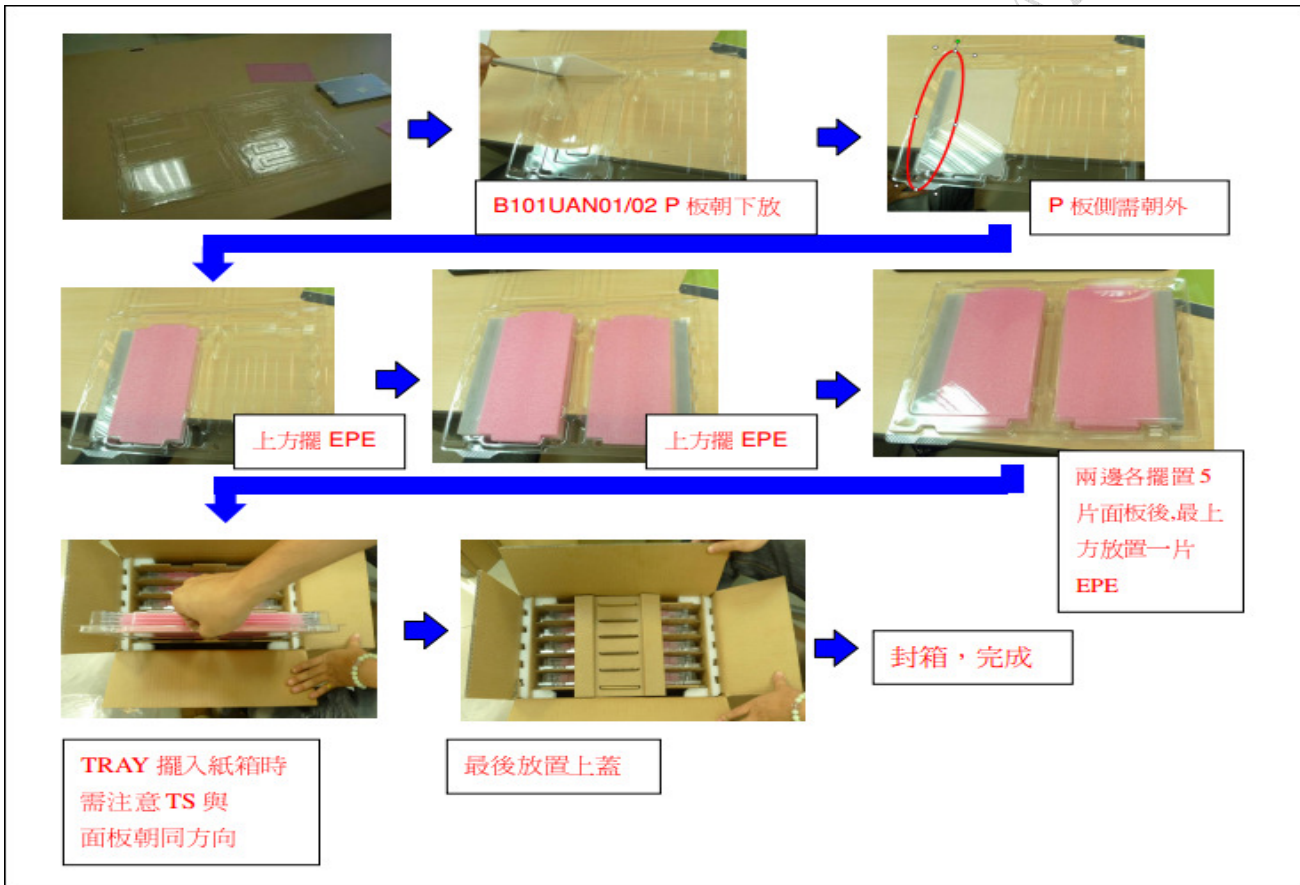 B101UAN01/02 P 板朝下放
P 板側需朝外
上方擺 EPE
上方擺 EPE
兩邊各擺置 5
片面板後,最上
方放置一片
EPE
TRAY 擺入紙箱時
需注意 TS 與
面板朝同方向
最後放置上蓋
封箱，完成